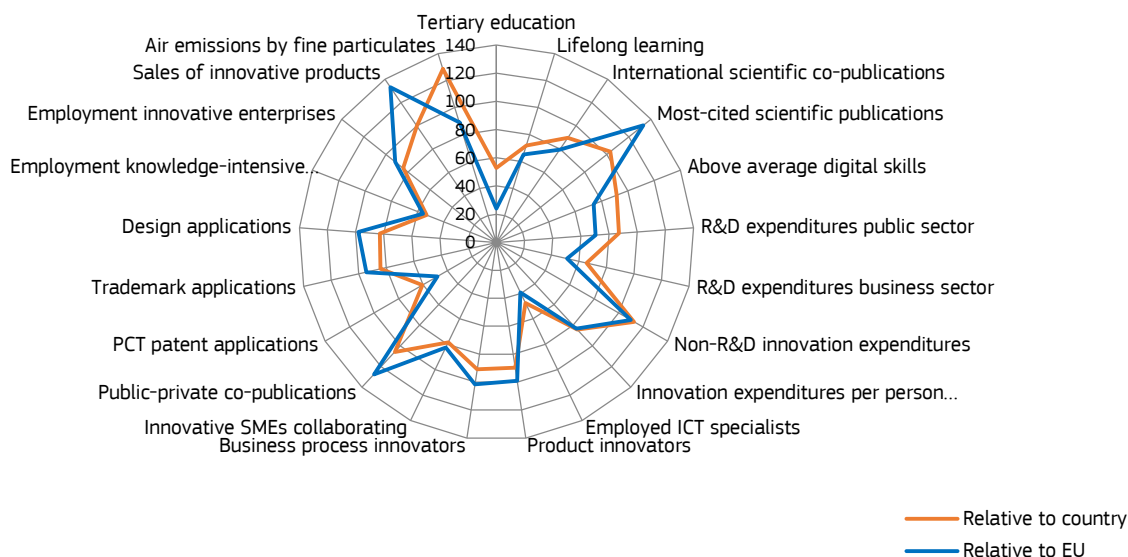 Tertiary education
Lifelong learning
International scientific co-publications
Most-cited scientific publications
Above average digital skills
R&D expenditures public sector
R&D expenditures business sector
Non-R&D innovation expenditures
Innovation expenditures per person...
Employed ICT specialists
Product innovators
Business process innovators
Innovative SMEs collaborating
Public-private co-publications
PCT patent applications
Trademark applications
Design applications
Employment knowledge-intensive...
Employment innovative enterprises
Sales of innovative products
Air emissions by fine particulates
140
120
100
80
60
40
20
0
Relative to country
Relative to EU